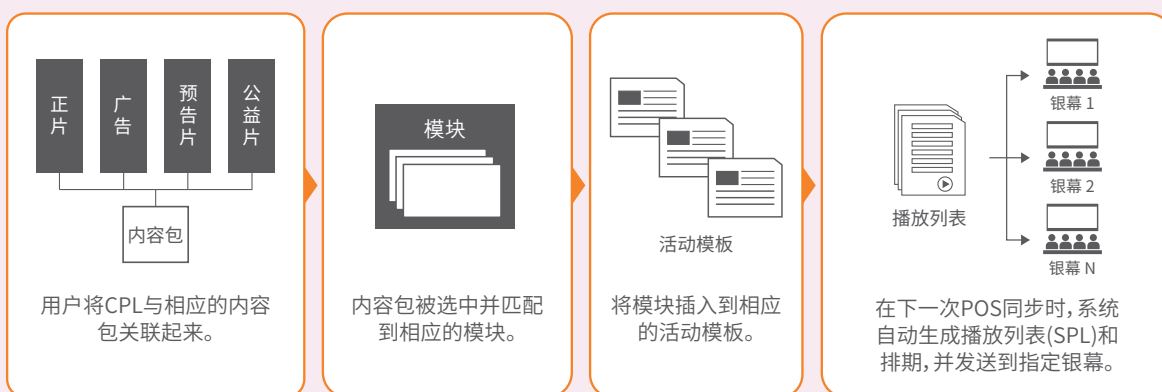 正片
广告
预告片
公益片
内容包
用户将CPL与相应的内容
包关联起来。
模块
内容包被选中并匹配
到相应的模块。
活动模板
将模块插入到相应
的活动模板。
播放列表
银幕 1
银幕 2
银幕 N
在下一次POS同步时,系统
自动生成播放列表(SPL)和
排期,并发送到指定银幕。